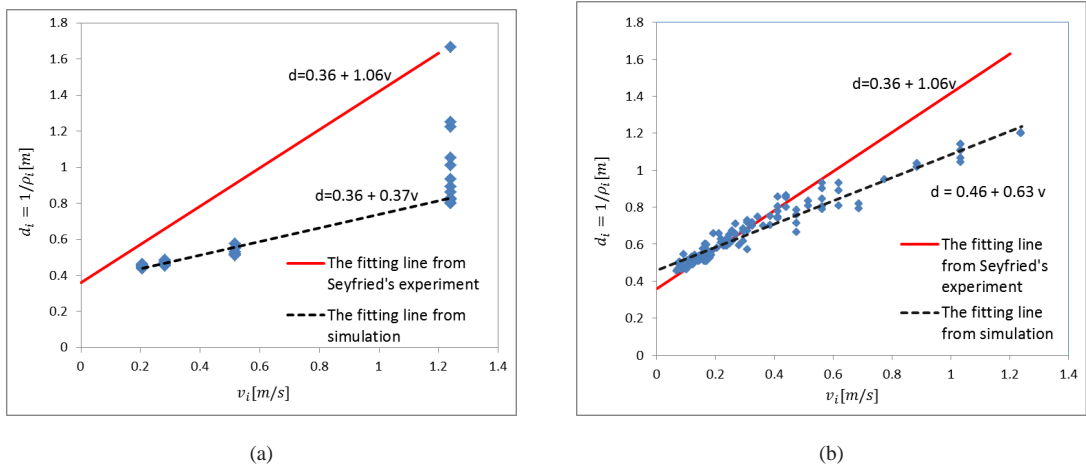 1.8
1.6
1.4
1.2
1
0.8
0.6
0.4
0.2
0
d=0.36 + 1.06v
d=0.36 + 0.37v
The fitting line from
Seyfried's experiment
The fitting line from
simulation
0 0.2 0.4 0.6 0.8 1 1.2 1.4
d_i = 1/ρ_i[m]
v_i[m/s]
(a)
1.8
1.6
1.4
1.2
1
0.8
0.6
0.4
0.2
0
d=0.36 + 1.06v
d = 0.46 + 0.63 v
The fitting line
from Seyfried's
experiment
The fitting line
from simulation
0 0.2 0.4 0.6 0.8 1 1.2 1.4
d_i = 1/ρ_i[m]
v_i[m/s]
(b)